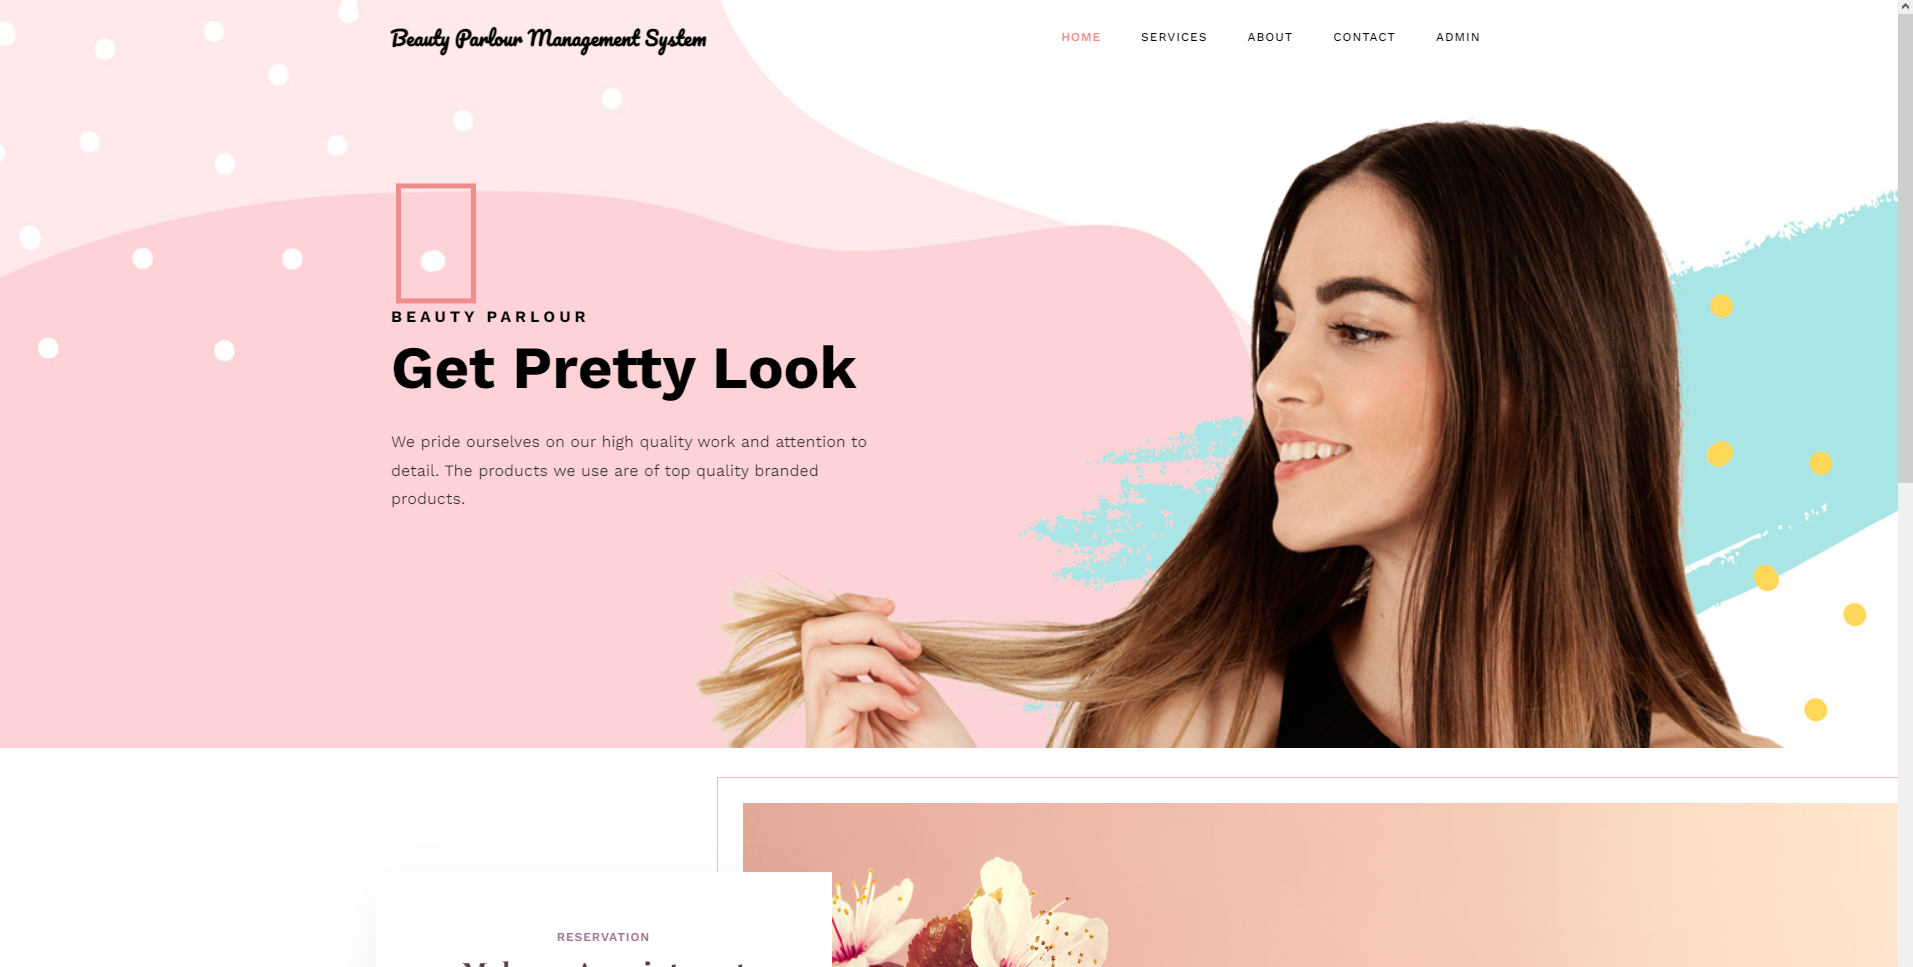 Beauty Parlour Management System
HOME SERVICES ABOUT CONTACT ADMIN
BEAUTY PARLOUR
Get Pretty Look
We pride ourselves on our high quality work and attention to
detail. The products we use are of top quality branded
products.
RESERVATION